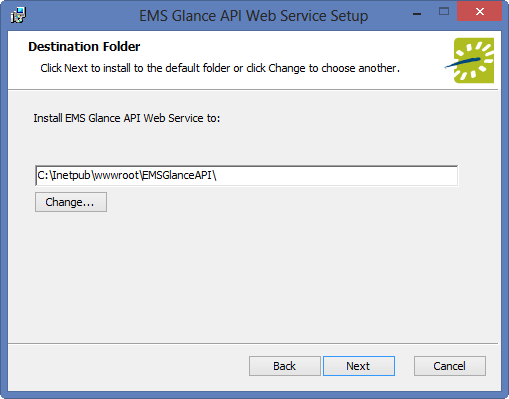 EMS Glance API Web Service Setup
Destination Folder
Click Next to install to the default folder or click Change to choose another.
Install EMS Glance API Web Service to:
C:\Inetpub\wwwroot\EMSGlanceAPI\
Change...
Back Next Cancel